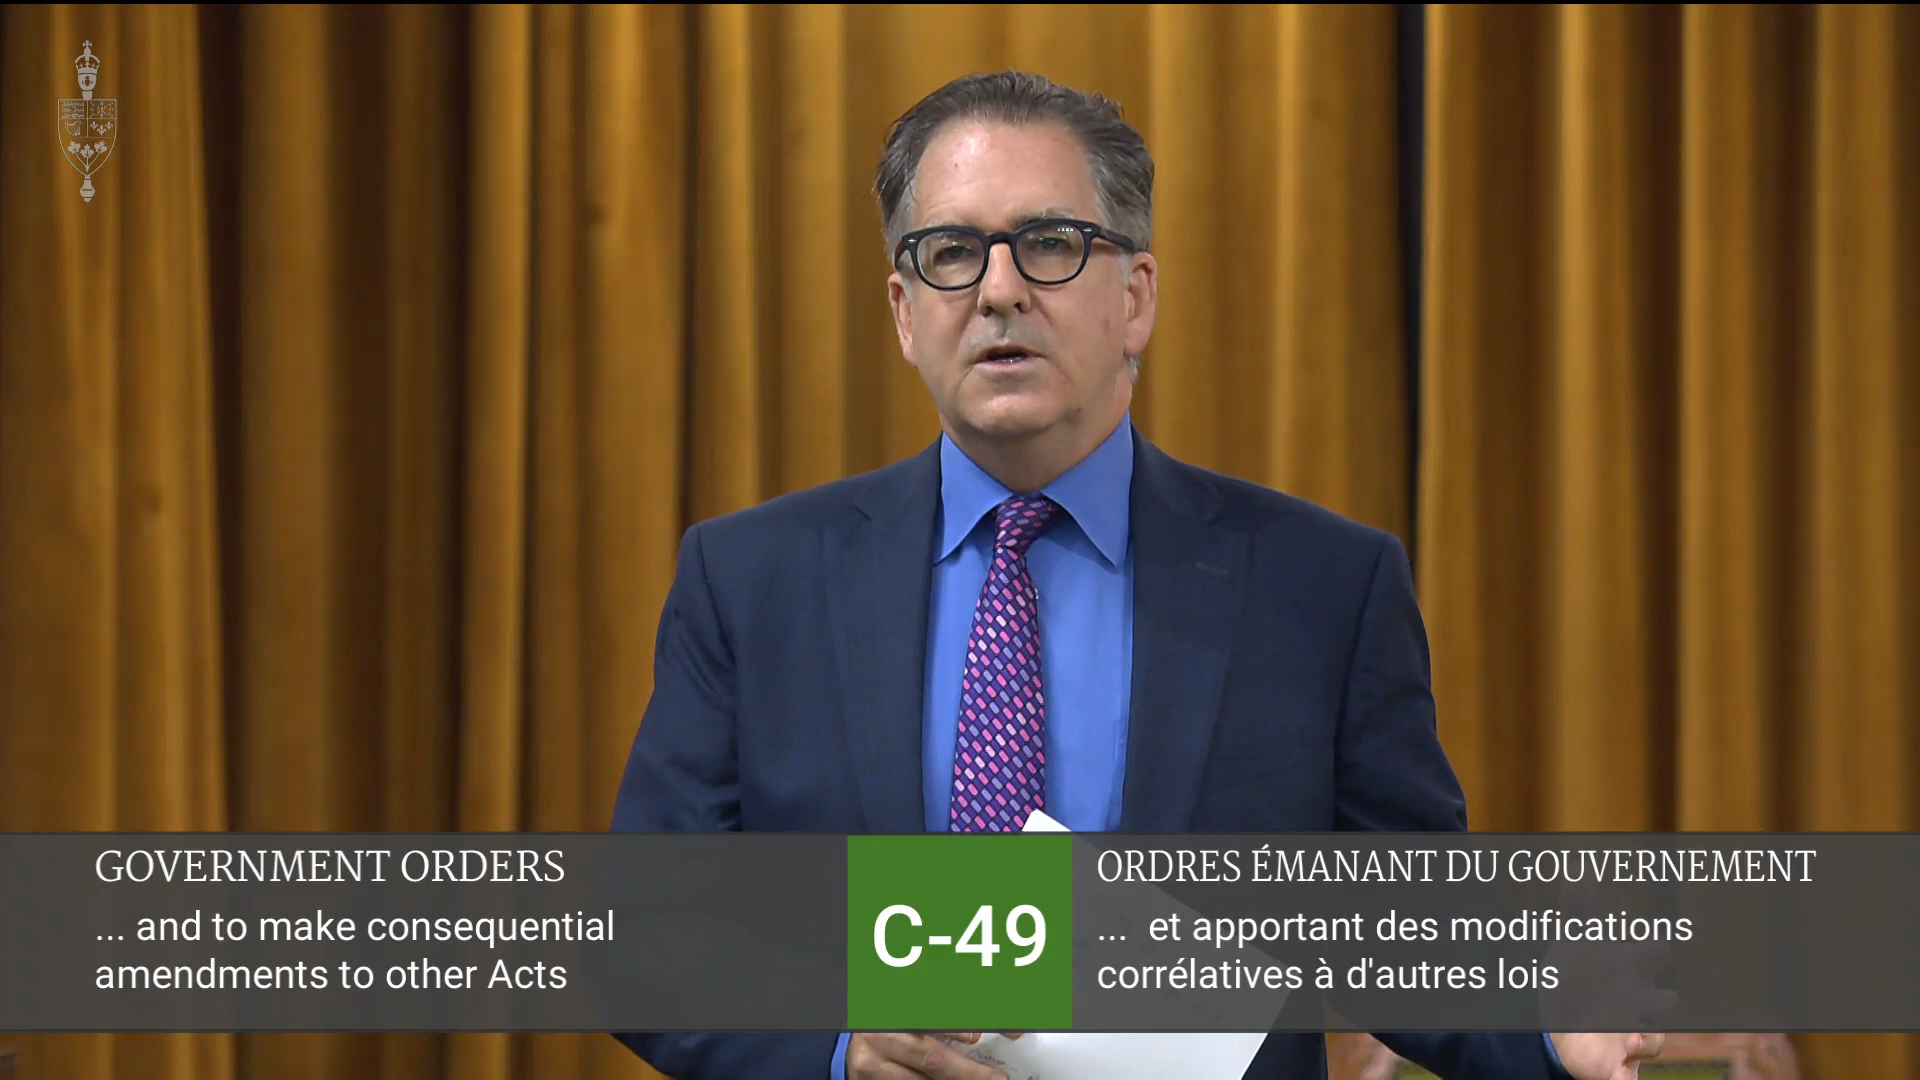 GOVERNMENT ORDERS
... and to make consequential
amendments to other Acts
C-49
ORDRES ÉMANANT DU GOUVERNEMENT
... et apportant des modifications
corrélatives à d'autres lois